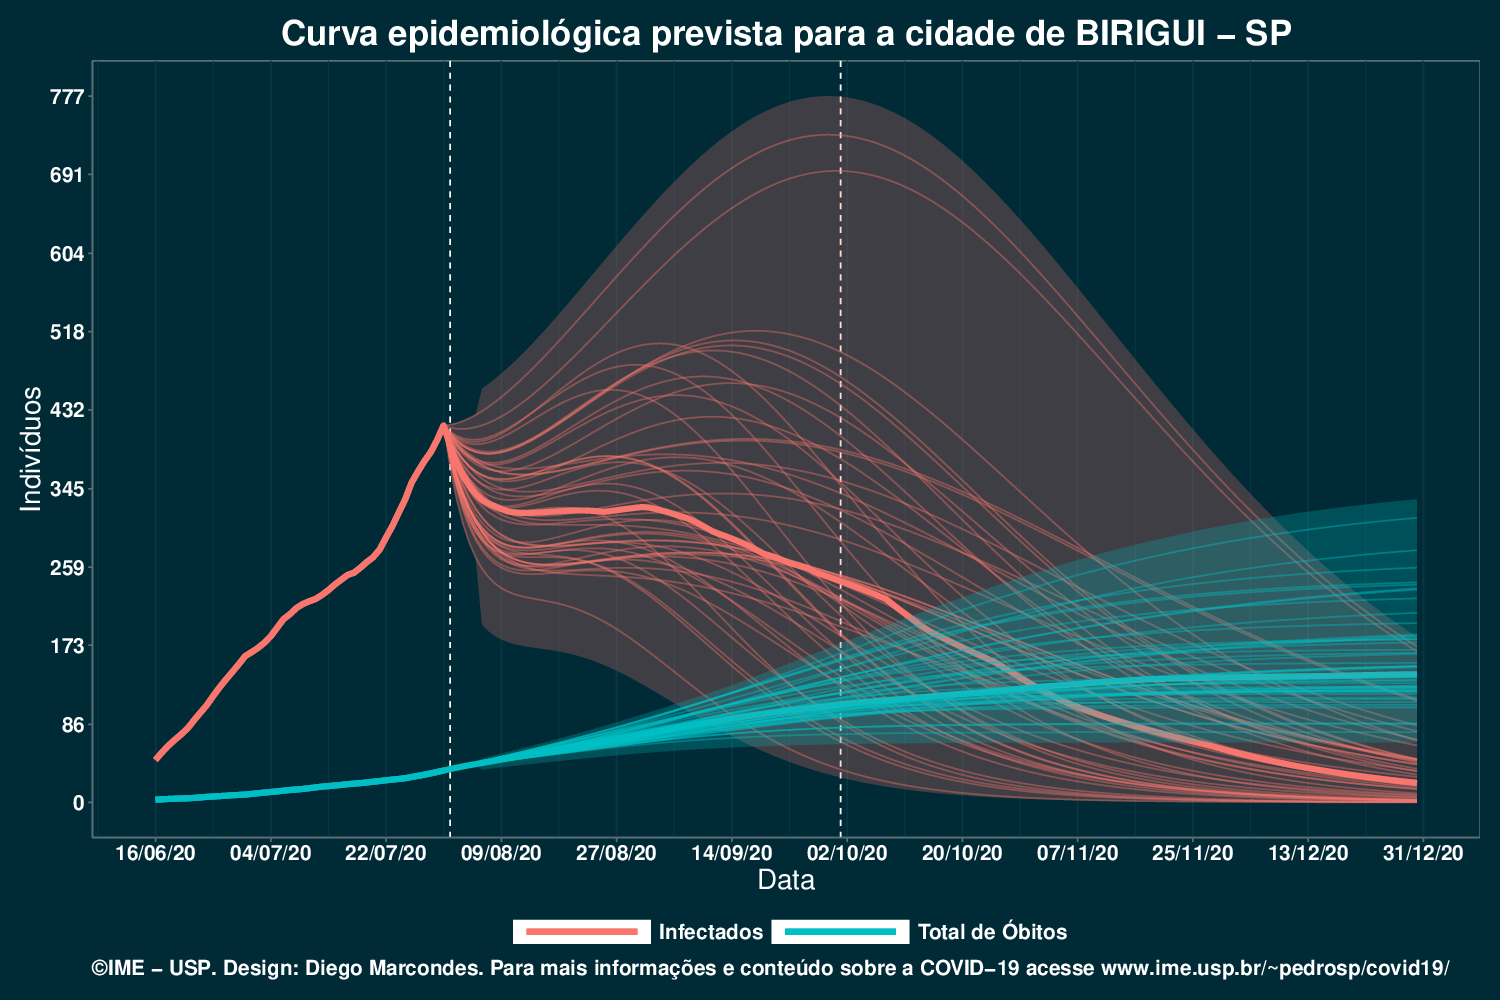 Curva epidemiológica prevista para a cidade de BIRIGUI – SP
777
691
604
518
432
345
259
173
86
0
Indivíduos
16/06/20 04/07/20 22/07/20 09/08/20 27/08/20 14/09/20 02/10/20 20/10/20 07/11/20 25/11/20 13/12/20 31/12/20
Data
Infectados Total de Óbitos
©IME – USP. Design: Diego Marcondes. Para mais informações e conteúdo sobre a COVID–19 acesse www.ime.usp.br/~pedrosp/covid19/